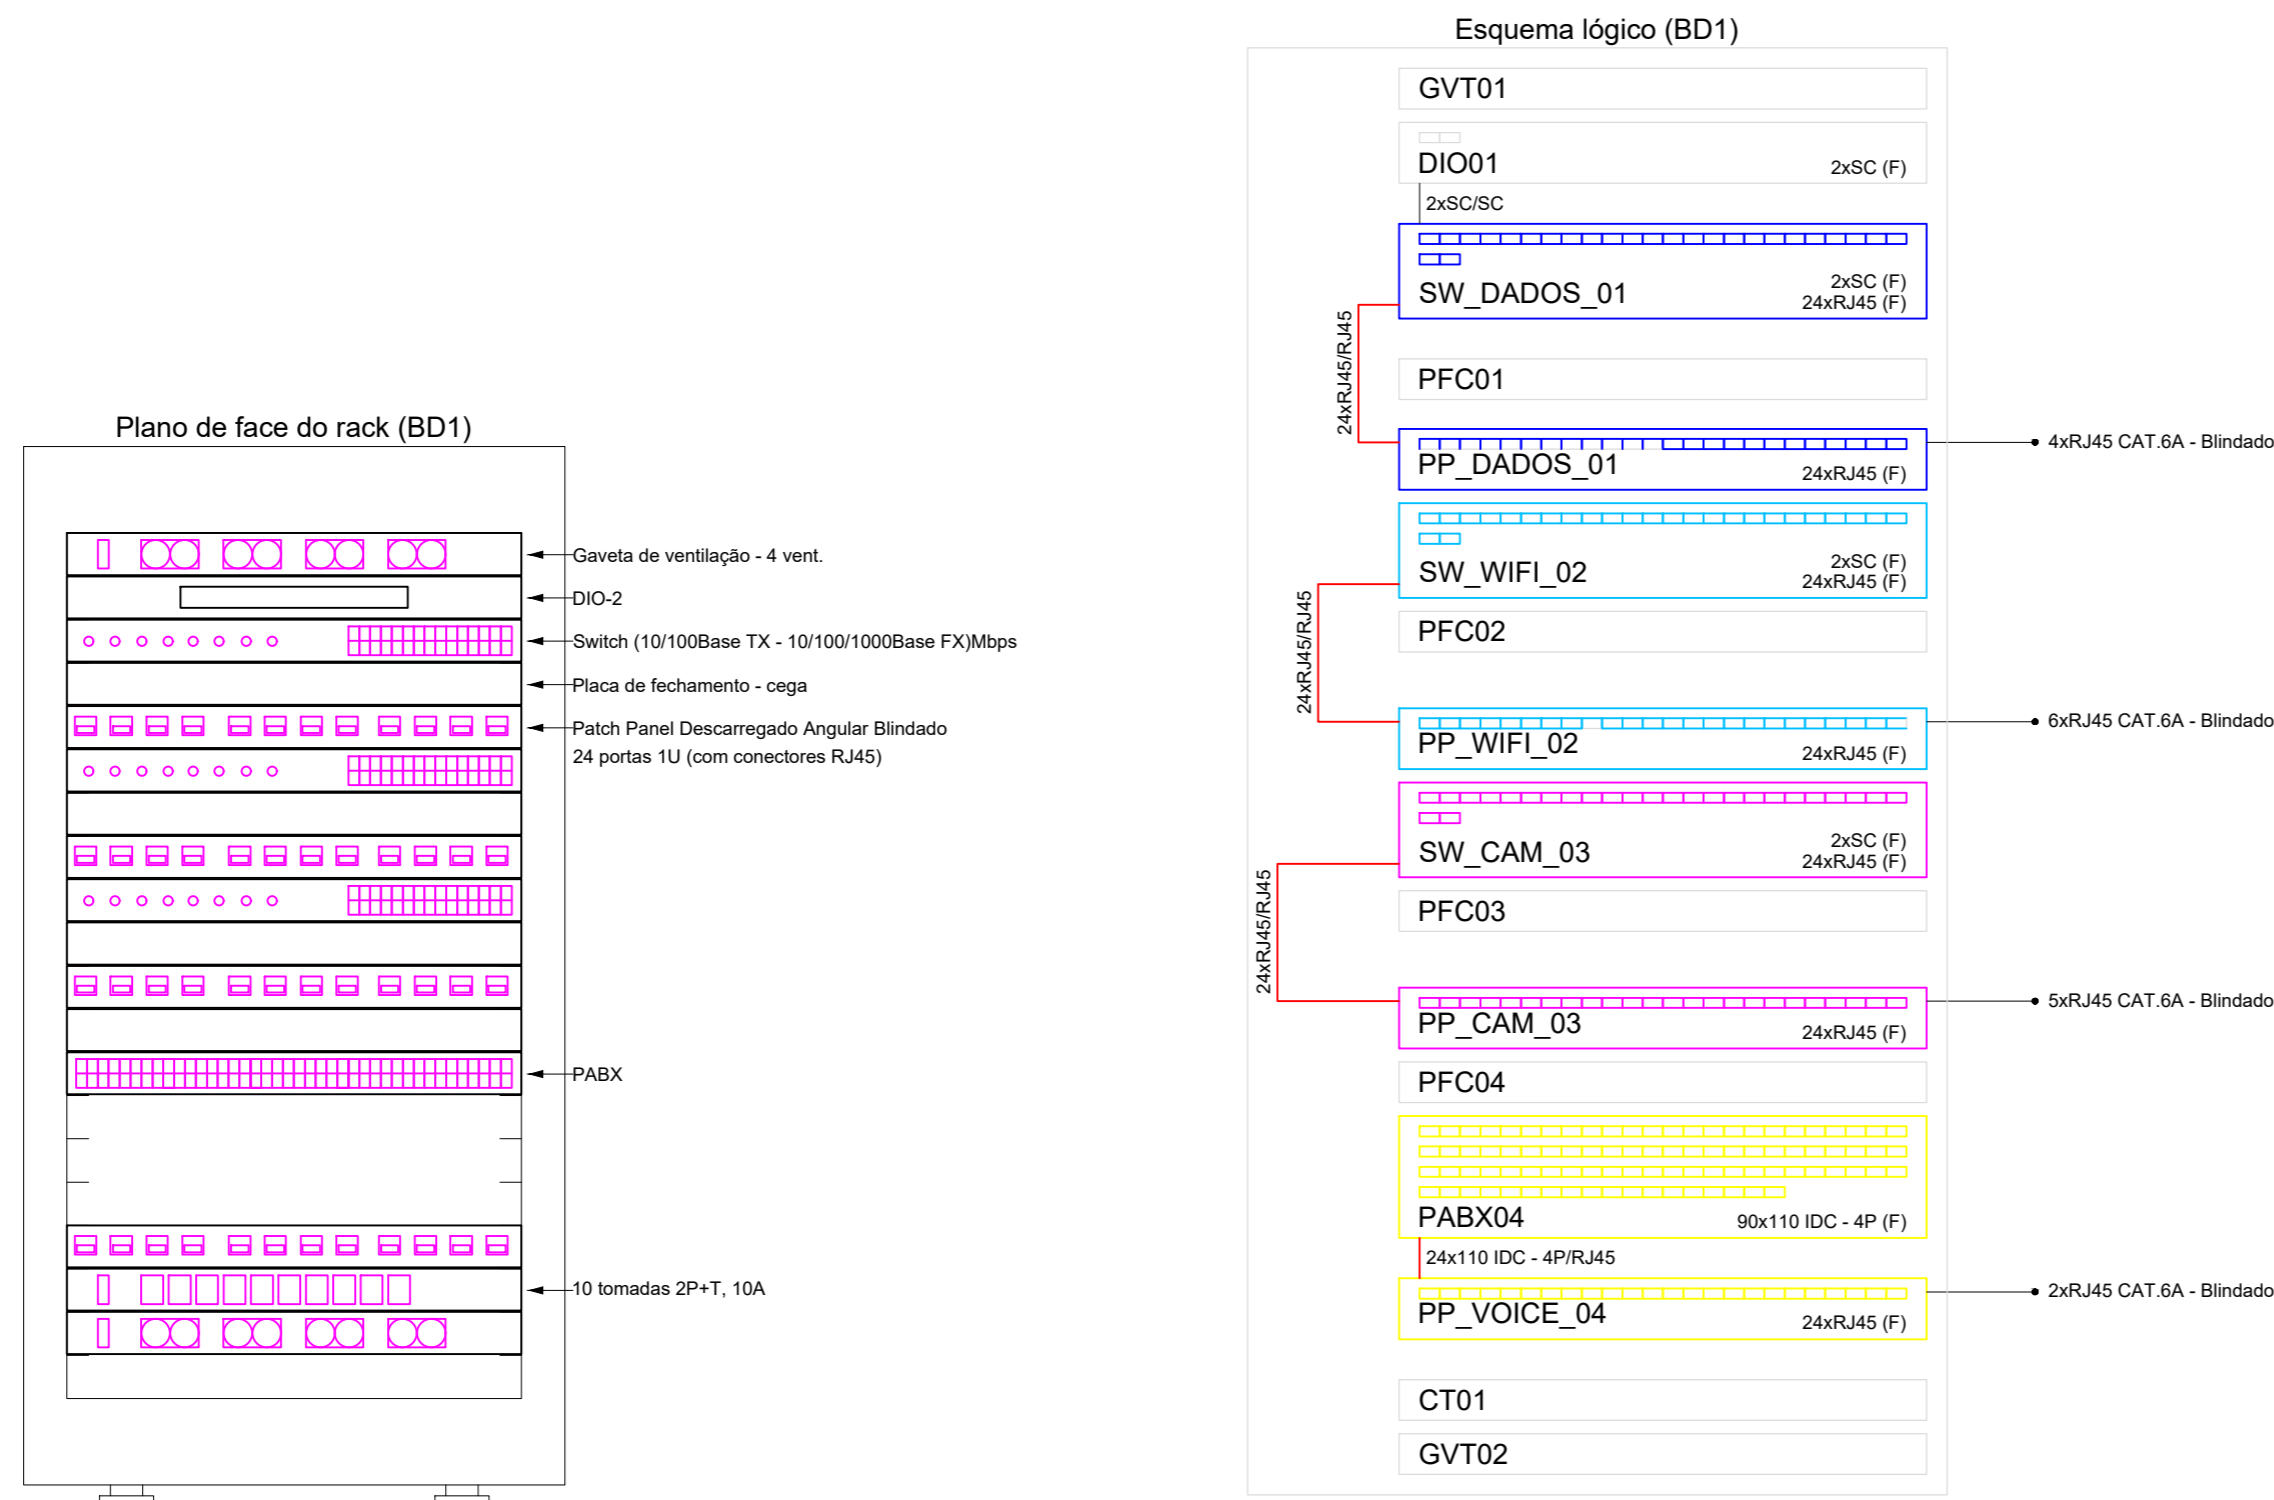 Plano de face do rack (BD1)
Gaveta de ventilação - 4 vent.
DIO-2
Switch (10/100Base TX - 10/100/1000Base FX)Mbps
Placa de fechamento - cega
Patch Panel Descarregado Angular Blindado
24 portas 1U (com conectores RJ45)
PABX
10 tomadas 2P+T, 10A
Esquema lógico (BD1)
GVT01
DIO01
2xSC (F)
2xSC/SC
SW_DADOS_01
2xSC (F)
24xRJ45 (F)
24xRJ45/RJ45
PFC01
PP_DADOS_01
24xRJ45 (F)
4xRJ45 CAT.6A - Blindado
SW_WIFI_02
2xSC (F)
24xRJ45 (F)
24xRJ45/RJ45
PFC02
PP_WIFI_02
24xRJ45 (F)
6xRJ45 CAT.6A - Blindado
SW_CAM_03
2xSC (F)
24xRJ45 (F)
24xRJ45/RJ45
PFC03
PP_CAM_03
24xRJ45 (F)
5xRJ45 CAT.6A - Blindado
PFC04
PABX04
90x110 IDC - 4P (F)
24x110 IDC - 4P/RJ45
PP_VOICE_04
24xRJ45 (F)
2xRJ45 CAT.6A - Blindado
CT01
GVT02